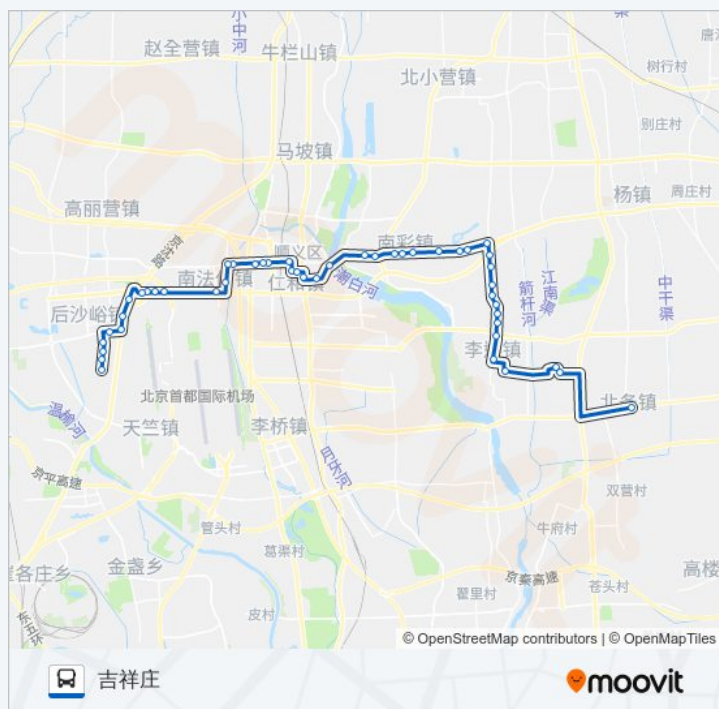 小中河
渠
赵全营镇
牛栏山镇
树行村
北小营镇
别庄村
马坡镇
杨镇
周庄村
高丽营镇
京承路
南彩镇
顺义区
南法信镇
仁和镇
潮白河
江南渠
箭杆河
中干渠
后沙峪镇
李遂镇
北京首都国际机场
北务镇
温榆河
天竺镇
李桥镇
月牙河
京平高速
双营村
管头村
牛府村
葛渠村
金盏乡
崔各庄乡
京秦高速
高楼
翟里村
苍头村
皮村
东五环
© OpenStreetMap contributors | © OpenMapTiles
吉祥庄
moovit